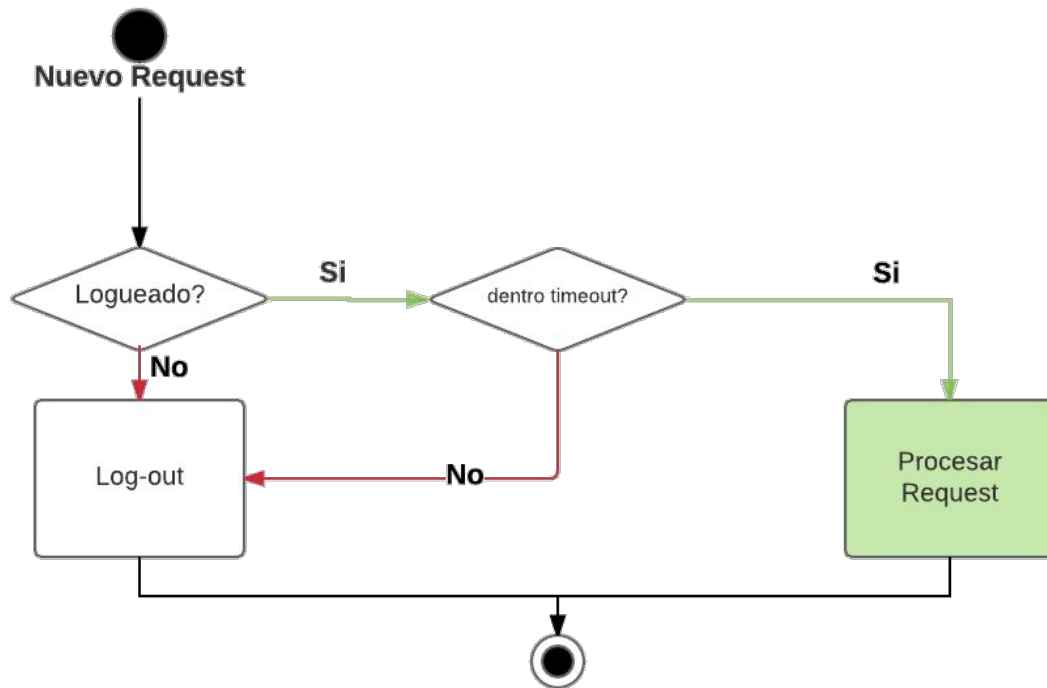 Nuevo Request
Logueado?
Si
dentro timeout?
Si
No
Log-out
No
Procesar
Request